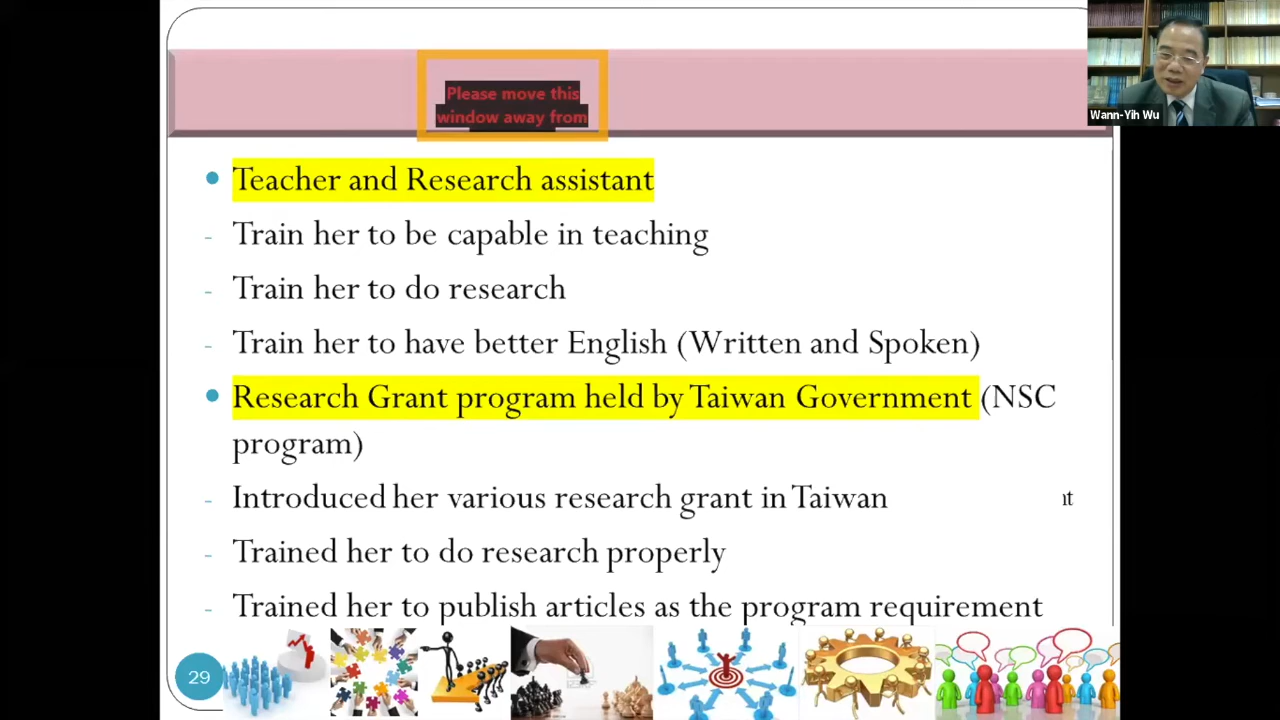 Please move this
window away from
Wann-Yih Wu
• Teacher and Research assistant
- Train her to be capable in teaching
- Train her to do research
- Train her to have better English (Written and Spoken)
• Research Grant program held by Taiwan Government (NSC
program)
- Introduced her various research grant in Taiwan
nt
- Trained her to do research properly
- Trained her to publish articles as the program requirement
29